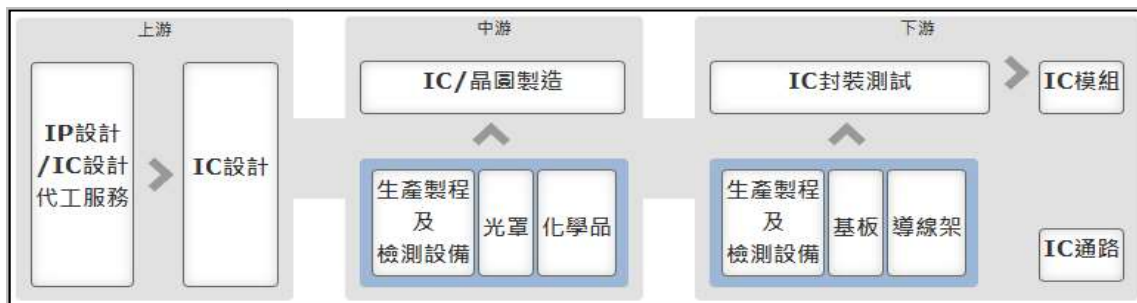 上游
IP設計
/IC設計
代工服務
IC設計
中游
IC/晶圓製造
生產製程
及
檢測設備
光罩
化學品
下游
IC封裝測試
IC模組
生產製程
及
檢測設備
基板
導線架
IC通路